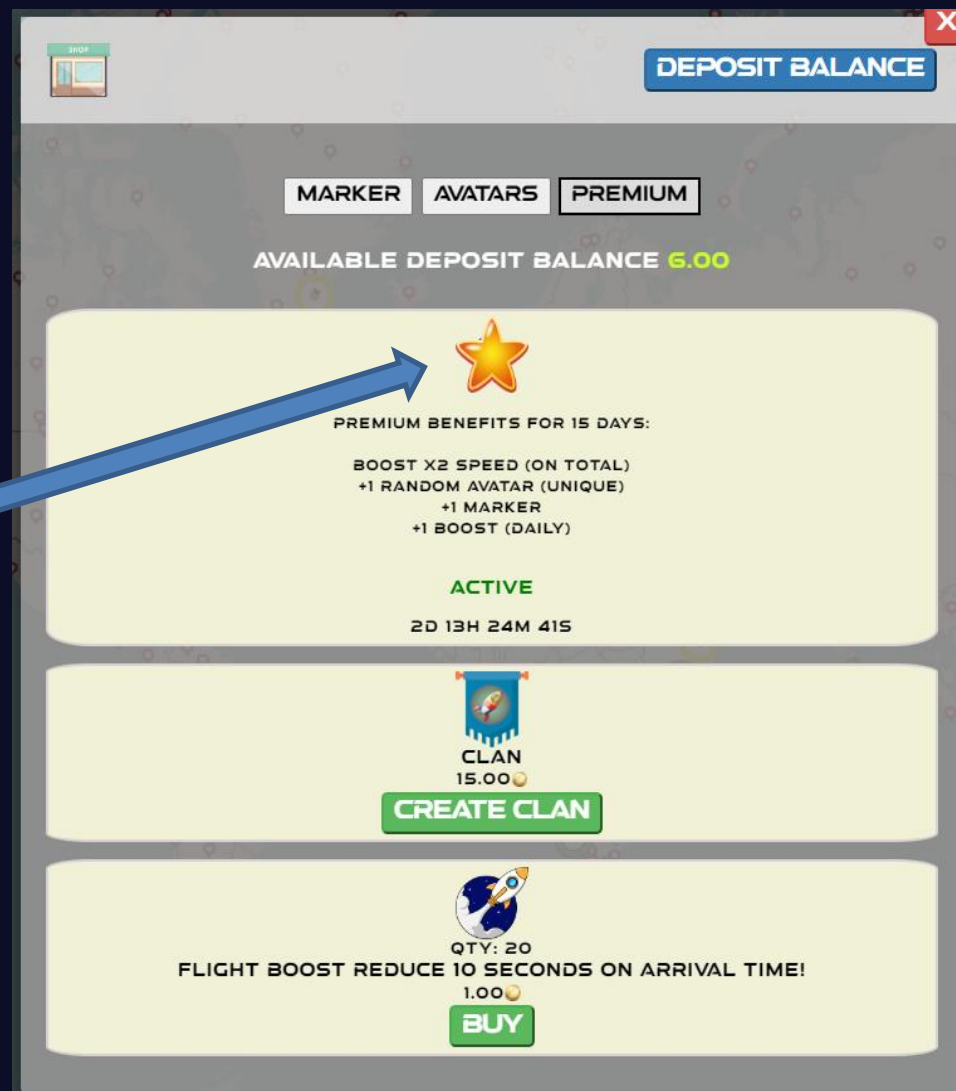 X
SHOP
DEPOSIT BALANCE
MARKER AVATARS PREMIUM
AVAILABLE DEPOSIT BALANCE 6.00
PREMIUM BENEFITS FOR 15 DAYS:
BOOST X2 SPEED (ON TOTAL)
+1 RANDOM AVATAR (UNIQUE)
+1 MARKER
+1 BOOST (DAILY)
ACTIVE
2D 13H 24M 41S
CLAN
15.00
CREATE CLAN
QTY: 20
FLIGHT BOOST REDUCE 10 SECONDS ON ARRIVAL TIME!
1.00
BUY